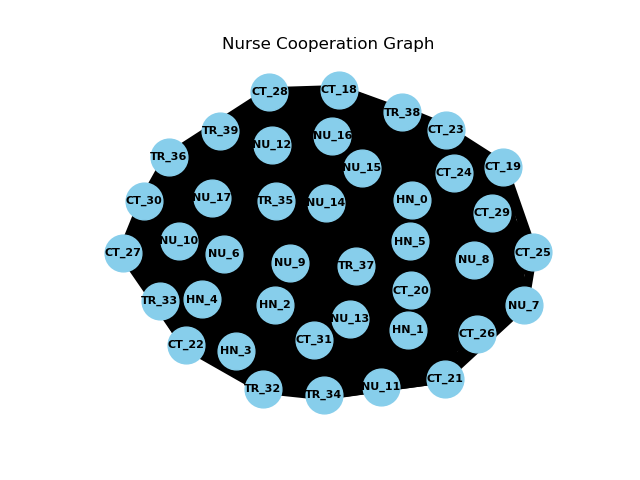 Nurse Cooperation Graph
CT_28
CT_18
TR_38
TR_39
CT_23
NU_16
NU_12
TR_36
NU_15
CT_19
CT_24
NU_17
HN_0
CT_30
TR_35
NU_14
CT_29
NU_10
HN_5
CT_27
NU_6
CT_25
NU_8
NU_9
TR_37
CT_20
HN_4
TR_33
HN_2
NU_7
NU_13
HN_1
CT_26
CT_31
CT_22
HN_3
CT_21
NU_11
TR_32
TR_34